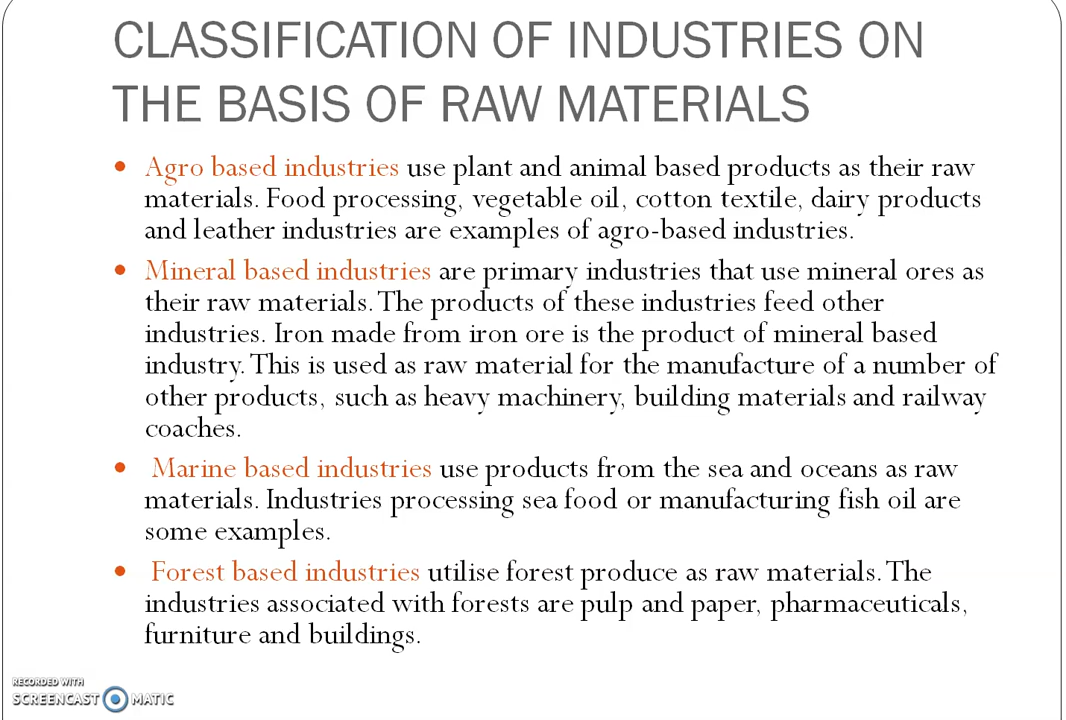 CLASSIFICATION OF INDUSTRIES ON
THE BASIS OF RAW MATERIALS
• Agro based industries use plant and animal based products as their raw
materials. Food processing, vegetable oil, cotton textile, dairy products
and leather industries are examples of agro-based industries.
• Mineral based industries are primary industries that use mineral ores as
their raw materials. The products of these industries feed other
industries. Iron made from iron ore is the product of mineral based
industry. This is used as raw material for the manufacture of a number of
other products, such as heavy machinery, building materials and railway
coaches.
• Marine based industries use products from the sea and oceans as raw
materials. Industries processing sea food or manufacturing fish oil are
some examples.
• Forest based industries utilise forest produce as raw materials. The
industries associated with forests are pulp and paper, pharmaceuticals,
furniture and buildings.
RECORDED WITH
SCREENCAST MATIC